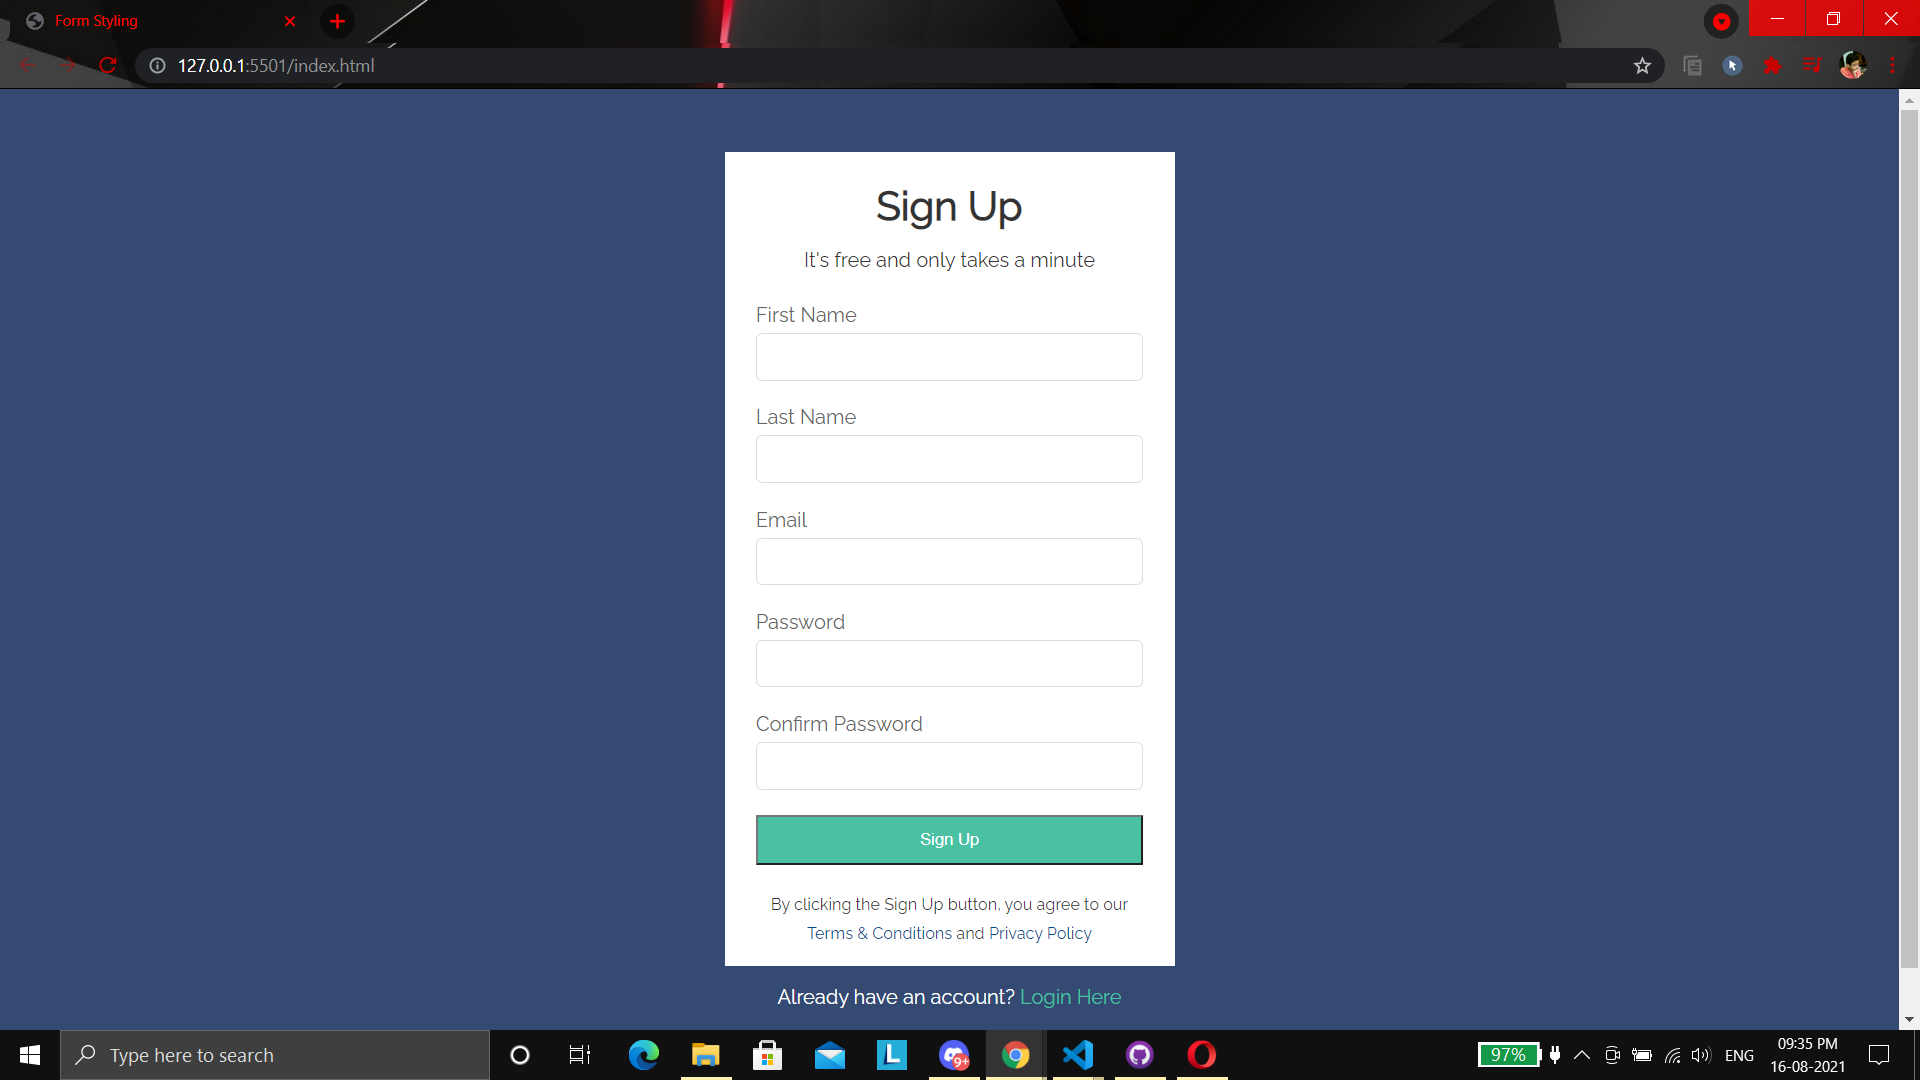 Form Styling
127.0.0.1:5501/index.html
Sign Up
It's free and only takes a minute
First Name
Last Name
Email
Password
Confirm Password
Sign Up
By clicking the Sign Up button, you agree to our
Terms & Conditions and Privacy Policy
Already have an account? Login Here
Type here to search
L
9+
97%
ENG
09:35 PM
16-08-2021